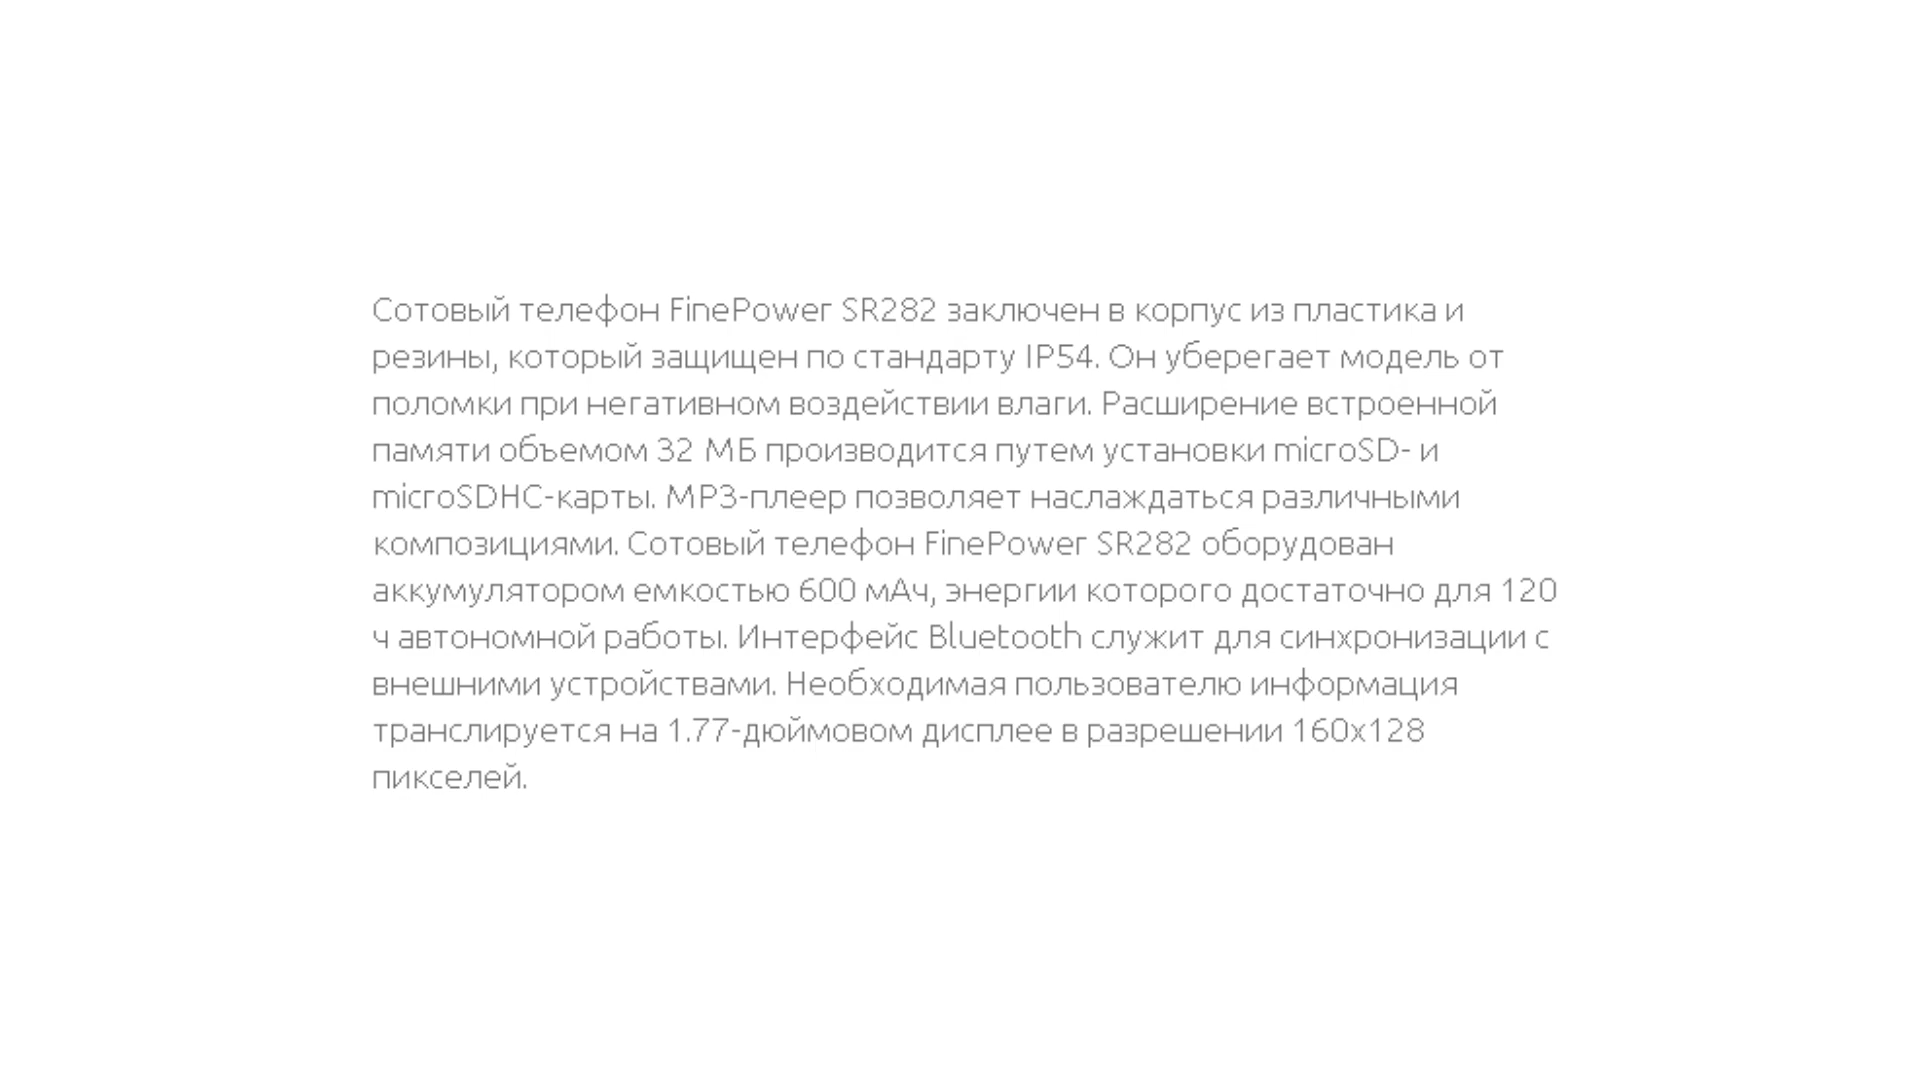 Сотовый телефон FinePower SR282 заключен в корпус из пластика и
резины, который защищен по стандарту IP54. Он уберегает модель от
поломки при негативном воздействии влаги. Расширение встроенной
памяти объемом 32 МБ производится путем установки microSD- и
microSDHC-карты. MP3-плеер позволяет наслаждаться различными
композициями. Сотовый телефон FinePower SR282 оборудован
аккумулятором емкостью 600 мАч, энергии которого достаточно для 120
ч автономной работы. Интерфейс Bluetooth служит для синхронизации с
внешними устройствами. Необходимая пользователю информация
транслируется на 1.77-дюймовом дисплее в разрешении 160x128
пикселей.